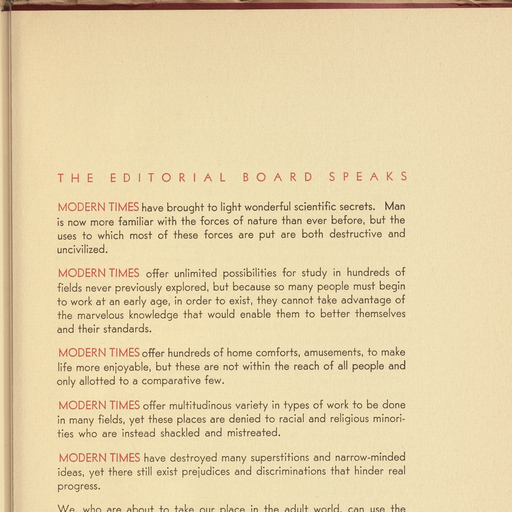 THE EDITORIAL BOARD SPEAKS
MODERN TIMES have brought to light wonderful scientific secrets. Man
is now more familiar with the forces of nature than ever before, but the
uses to which most of these forces are put are both destructive and
uncivilized.
MODERN TIMES offer unlimited possibilities for study in hundreds of
fields never previously explored, but because so many people must begin
to work at an early age, in order to exist, they cannot take advantage of
the marvelous knowledge that would enable them to better themselves
and their standards.
MODERN TIMES offer hundreds of home comforts, amusements, to make
life more enjoyable, but these are not within the reach of all people and
only allotted to a comparative few.
MODERN TIMES offer multitudinous variety in types of work to be done
in many fields, yet these places are denied to racial and religious minori-
ties who are instead shackled and mistreated.
MODERN TIMES have destroyed many superstitions and narrow-minded
ideas, yet there still exist prejudices and discriminations that hinder real
progress.
We, who are about to take our place in the adult world, can use the